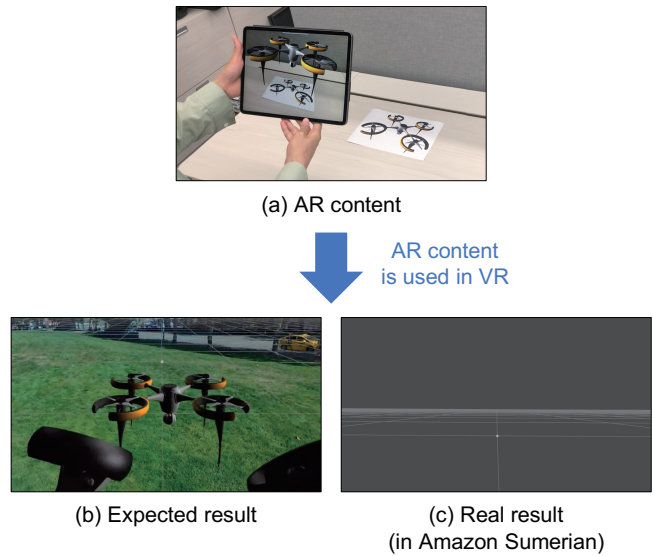 (a) AR content
AR content
is used in VR
(b) Expected result
(c) Real result
(in Amazon Sumerian)